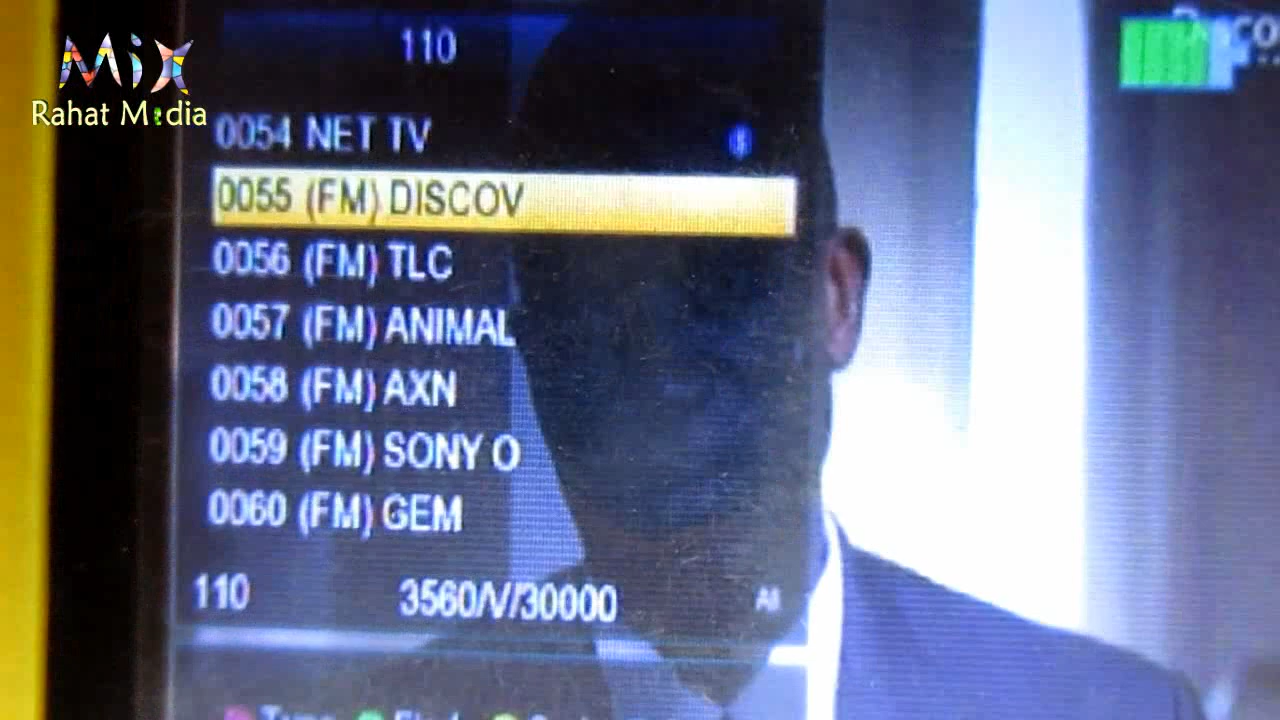 Mix
Rahat Media
110
0054 NET TV
0055 (FM) DISCOV
0056 (FM) TLC
0057 (FM) ANIMAL
0058 (FM) AXN
0059 (FM) SONY O
0060 (FM) GEM
110 3560/V/30000 All